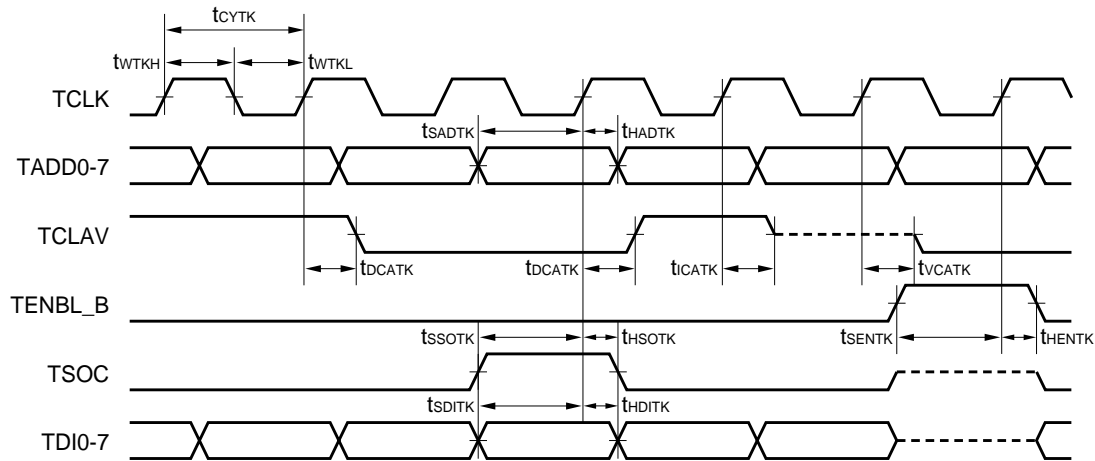 tCYTK
tWTKH
tWTKL
TCLK
tSADTK
tHADTK
TADD0-7
TCLAV
tDCATK
tDCATK
tICATK
tVCATK
TENBL_B
tSSOTK
tHSOTK
tSENTK
tHENTK
TSOC
tSDITK
tHDITK
TDI0-7